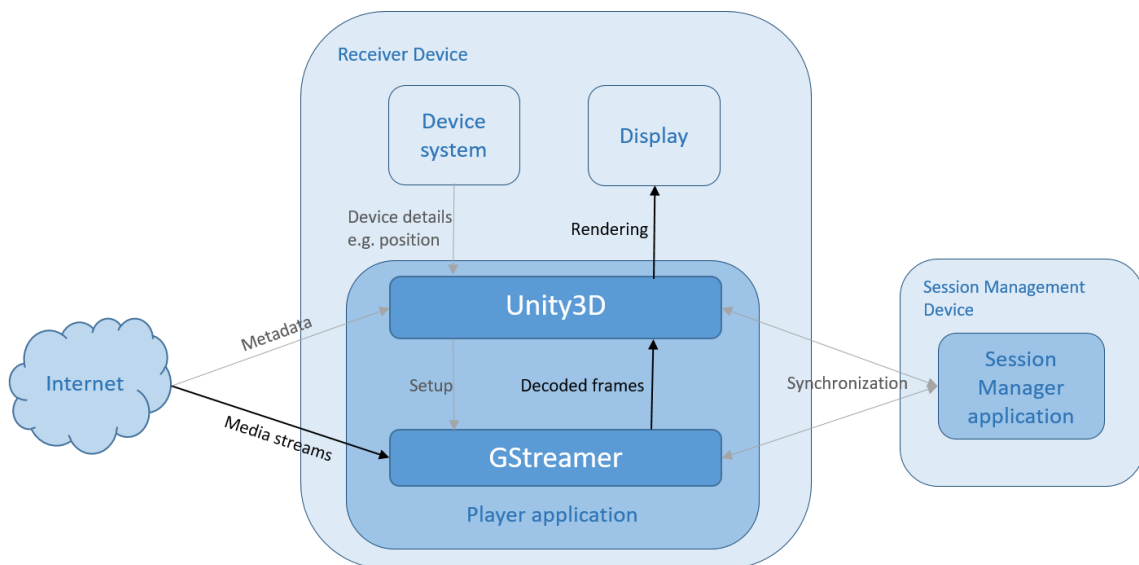 Receiver Device
Device
system
Display
Device details
e.g. position
Rendering
Unity3D
Session Management
Device
Metadata
Internet
Setup
Decoded frames
Synchronization
Session
Manager
application
Media streams
GStreamer
Player application